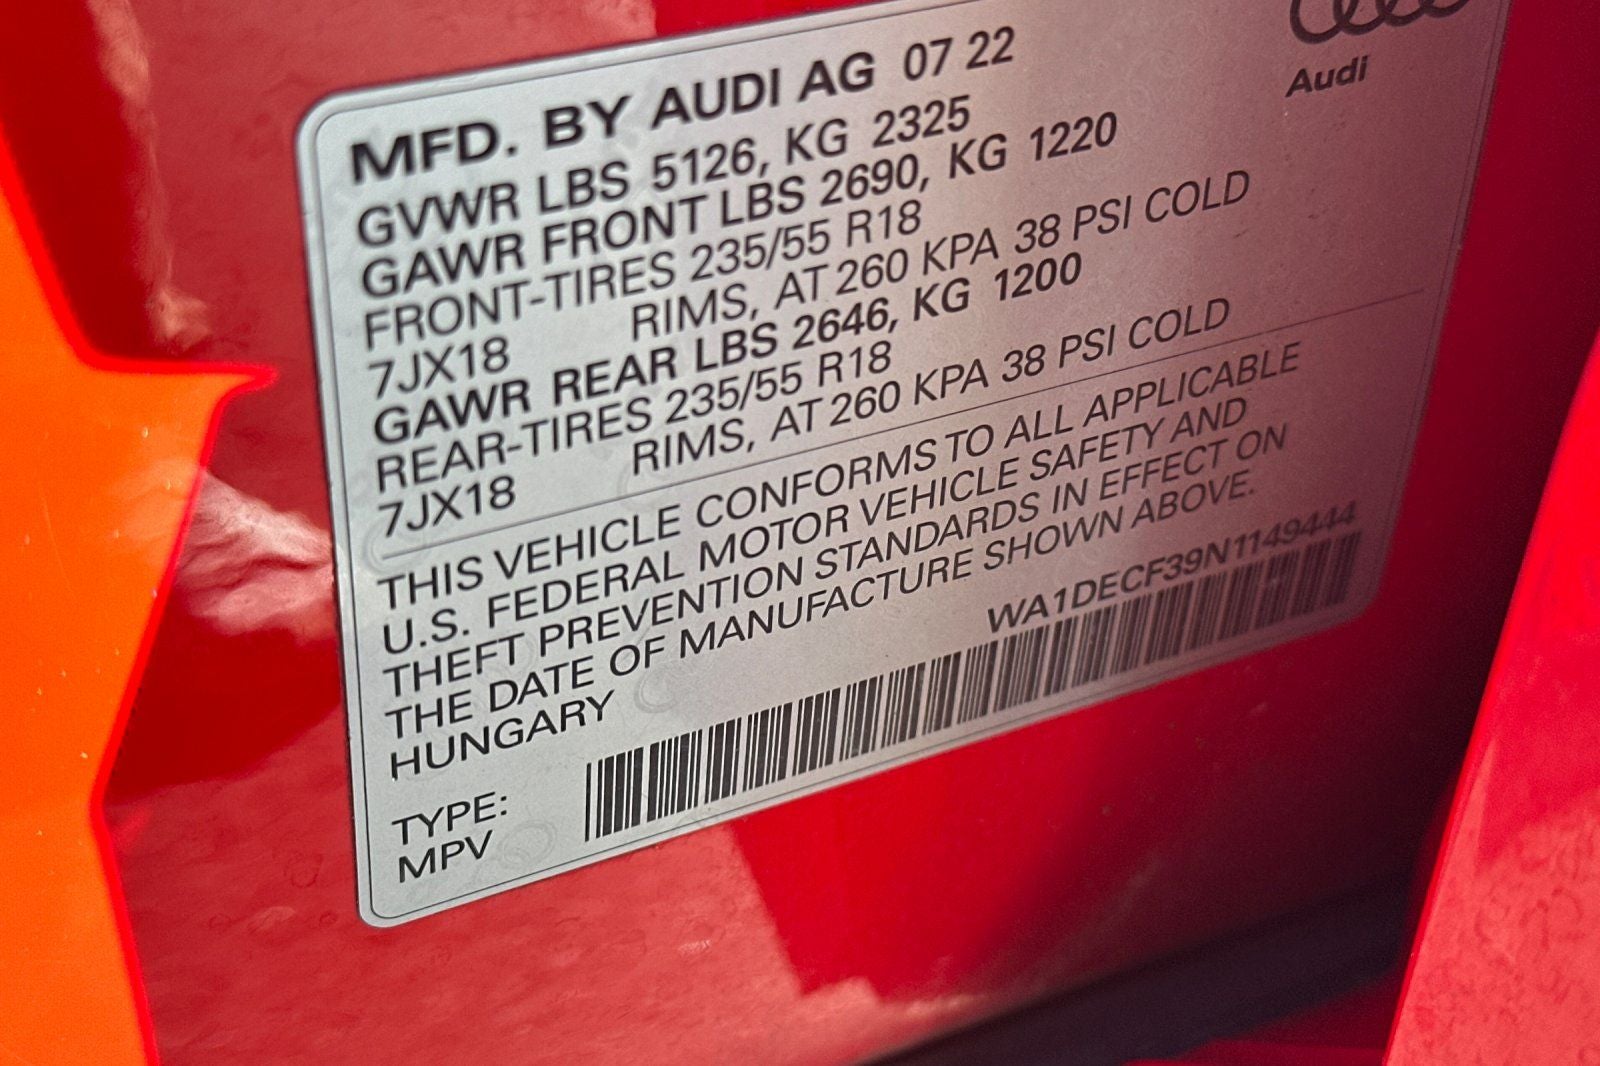 MFD. BY AUDI AG 07 22
Audi
GVWR LBS 5126, KG 2325
GAWR FRONT LBS 2690, KG 1220
FRONT-TIRES 235/55 R18
7JX18 RIMS, AT 260 KPA 38 PSI COLD
GAWR REAR LBS 2646, KG 1200
REAR-TIRES 235/55 R18
7JX18 RIMS, AT 260 KPA 38 PSI COLD
THIS VEHICLE CONFORMS TO ALL APPLICABLE
U.S. FEDERAL MOTOR VEHICLE SAFETY AND
THEFT PREVENTION STANDARDS IN EFFECT ON
THE DATE OF MANUFACTURE SHOWN ABOVE.
HUNGARY
WA1DECF39N1149444
TYPE:
MPV